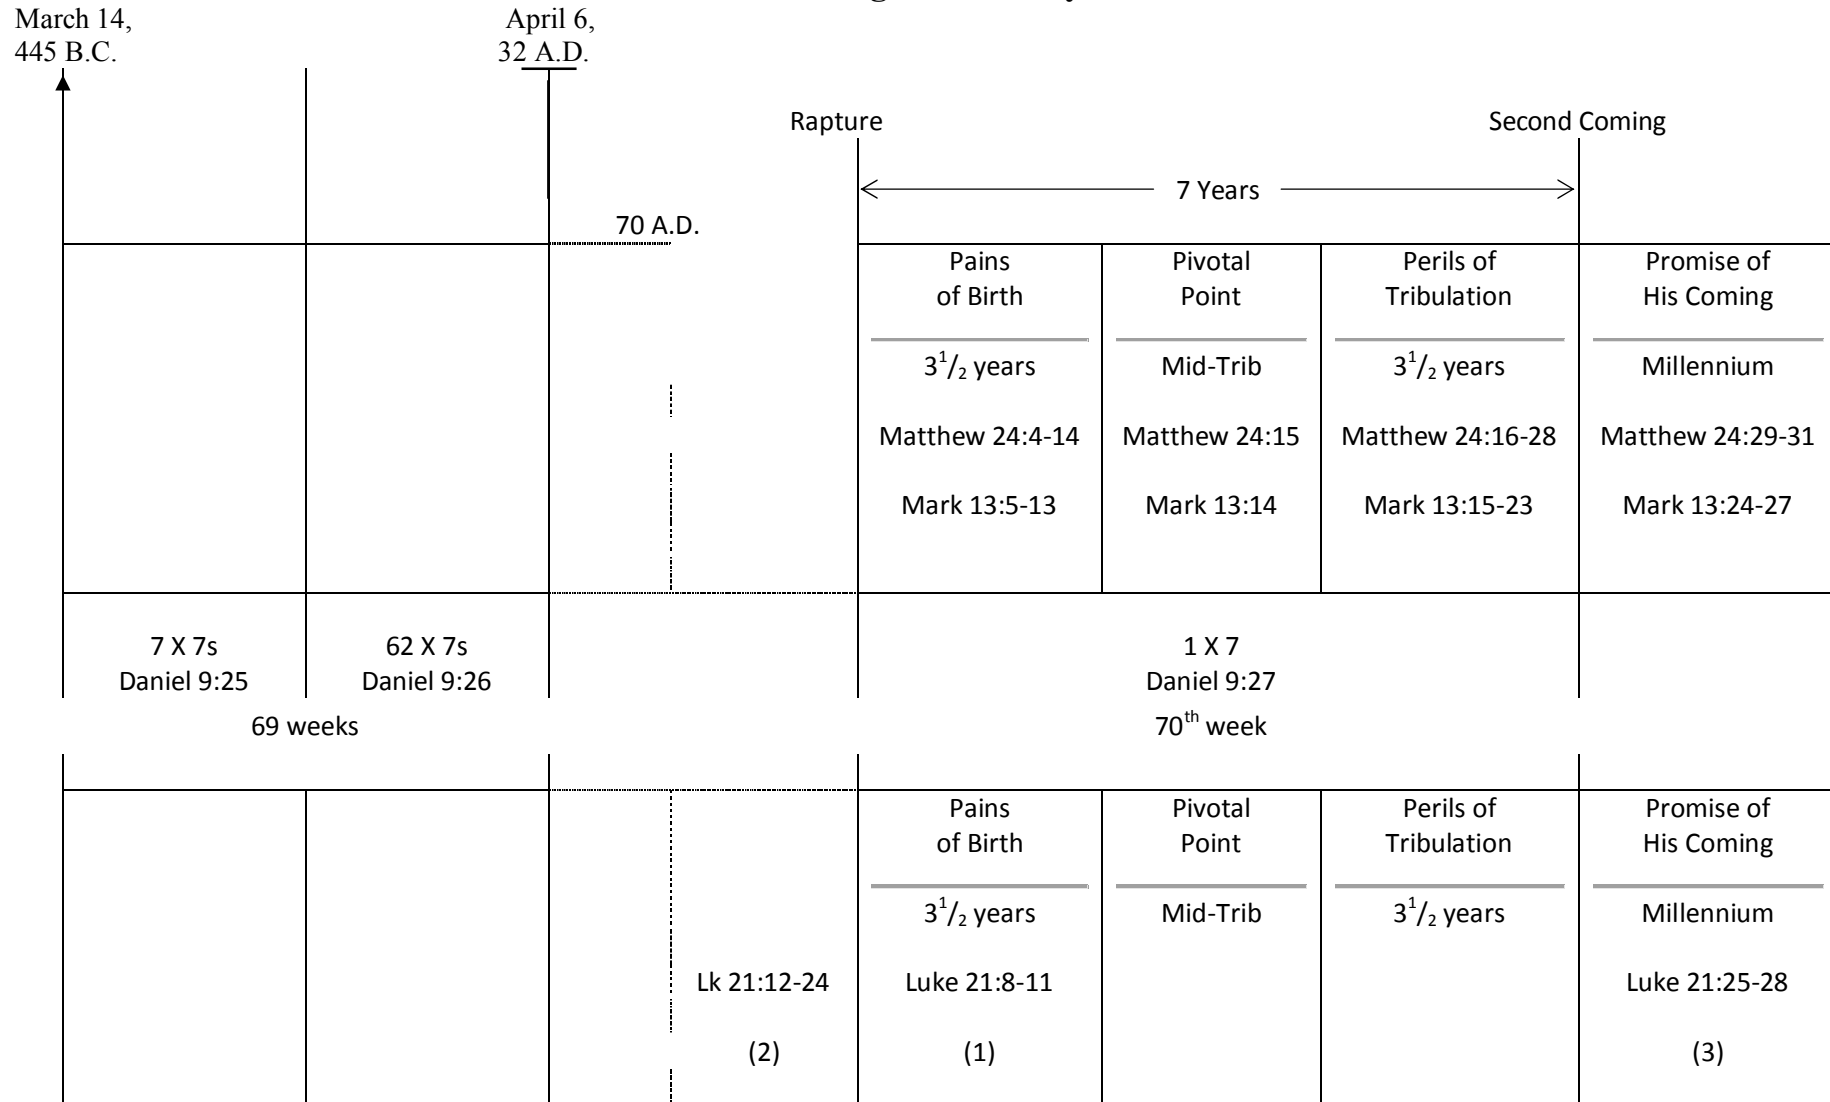 March 14,
445 B.C.
April 6,
32 A.D.
Rapture
Second Coming
7 Years
70 A.D.
Pains
of Birth
Pivotal
Point
Perils of
Tribulation
Promise of
His Coming
3 1/2 years
Mid-Trib
3 1/2 years
Millennium
Matthew 24:4-14
Matthew 24:15
Matthew 24:16-28
Matthew 24:29-31
Mark 13:5-13
Mark 13:14
Mark 13:15-23
Mark 13:24-27
7 X 7s
Daniel 9:25
62 X 7s
Daniel 9:26
1 X 7
Daniel 9:27
69 weeks
70th week
Pains
of Birth
Pivotal
Point
Perils of
Tribulation
Promise of
His Coming
3 1/2 years
Mid-Trib
3 1/2 years
Millennium
Lk 21:12-24
Luke 21:8-11
Luke 21:25-28
(2)
(1)
(3)